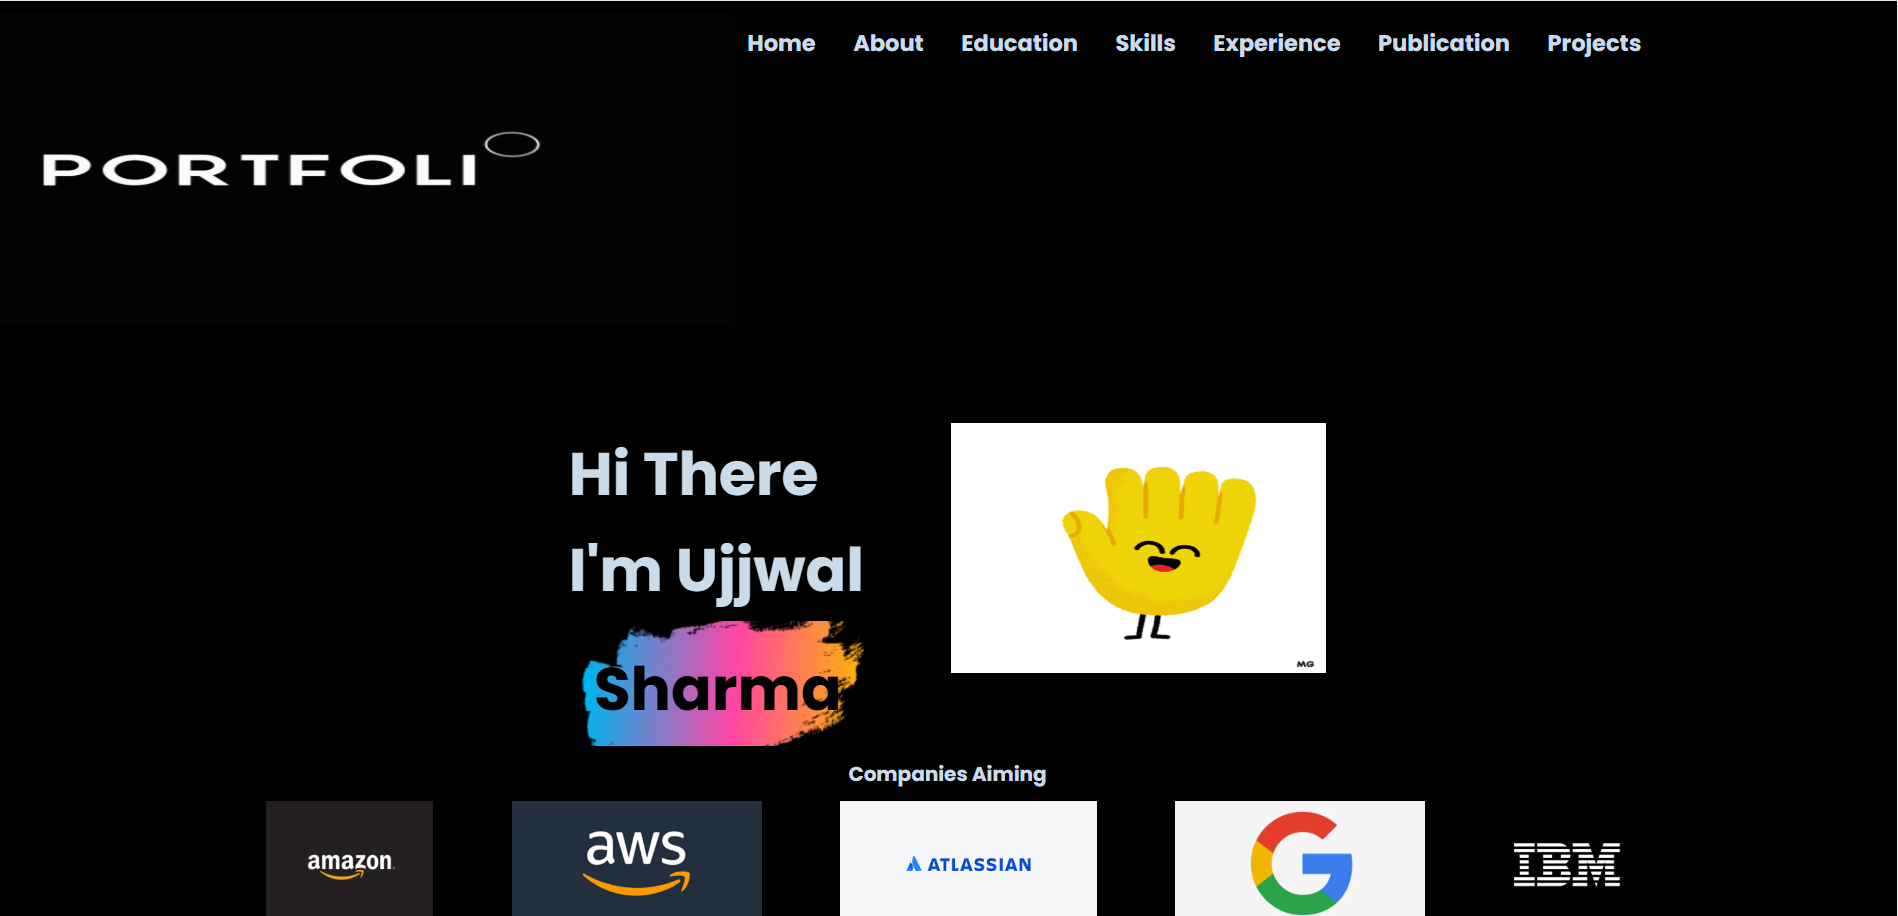 Home About Education Skills Experience Publication Projects
PORTFOLIO
Hi There
I'm Ujjwal
Sharma
MG
Companies Aiming
amazon
aws
ATLASSIAN
G
IBM